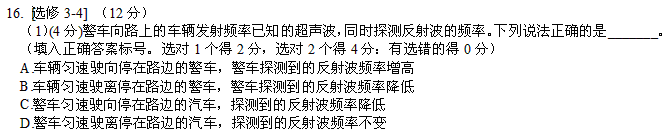 16. [选修 3-4] （12 分）
（1）(4 分)警车向路上的车辆发射频率已知的超声波，同时探测反射波的频率。下列说法正确的是_______。
（填入正确答案标号。选对 1 个得 2 分，选对 2 个得 4 分：有选错的得 0 分）
A.车辆匀速驶向停在路边的警车，警车探测到的反射波频率增高
B.车辆匀速驶离停在路边的警车，警车探测到的反射波频率降低
C.警车匀速驶向停在路边的汽车，探测到的反射波频率降低
D.警车匀速驶离停在路边的汽车，探测到的反射波频率不变